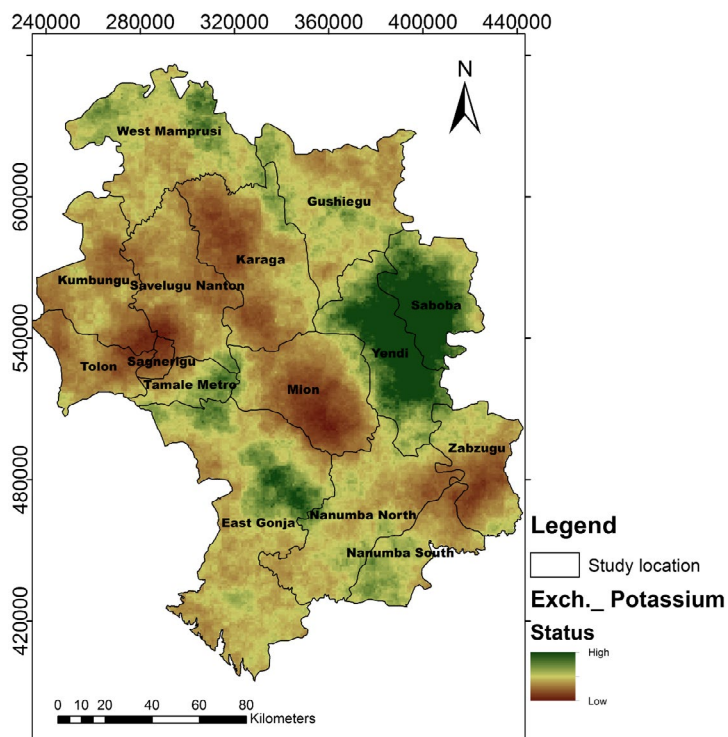 2400000 280000 320000 360000 400000 440000
N
West Mamprusi
Gushiegu
600000
Karaga
Kumbungu
Savelugu Nanton
Saboba
540000
Yendi
Tolon
Sagnerigu
Tamale Metro
Mion
Zabzugu
480000
Nanumba North
East Gonja
Nanumba South
420000
Legend
Study location
Exch._ Potassium
Status
High
Low
0 10 20 40 60 80
Kilometers